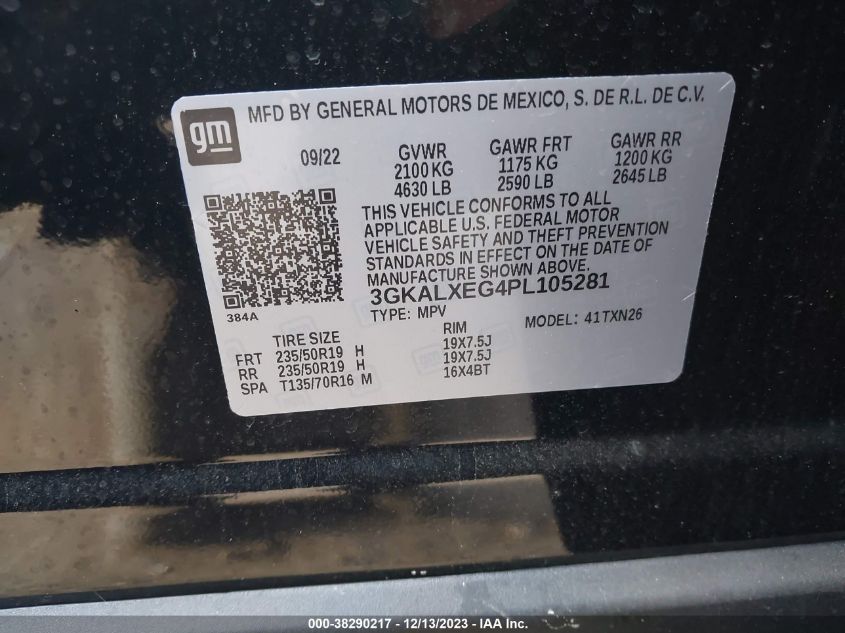 gm
MFD BY GENERAL MOTORS DE MEXICO, S. DE R.L. DE C.V.
09/22
GVWR
2100 KG
4630 LB
GAWR FRT
1175 KG
2590 LB
GAWR RR
1200 KG
2645 LB
THIS VEHICLE CONFORMS TO ALL
APPLICABLE U.S. FEDERAL MOTOR
VEHICLE SAFETY AND THEFT PREVENTION
STANDARDS IN EFFECT ON THE DATE OF
MANUFACTURE SHOWN ABOVE.
3GKALXEG4PL105281
384A
TYPE: MPV
MODEL: 41TXN26
TIRE SIZE
RIM
FRT 235/50R19 H 19X7.5J
RR 235/50R19 H 19X7.5J
SPA T135/70R16 M 16X4BT
000-38290217 - 12/13/2023 - Copart, Inc.